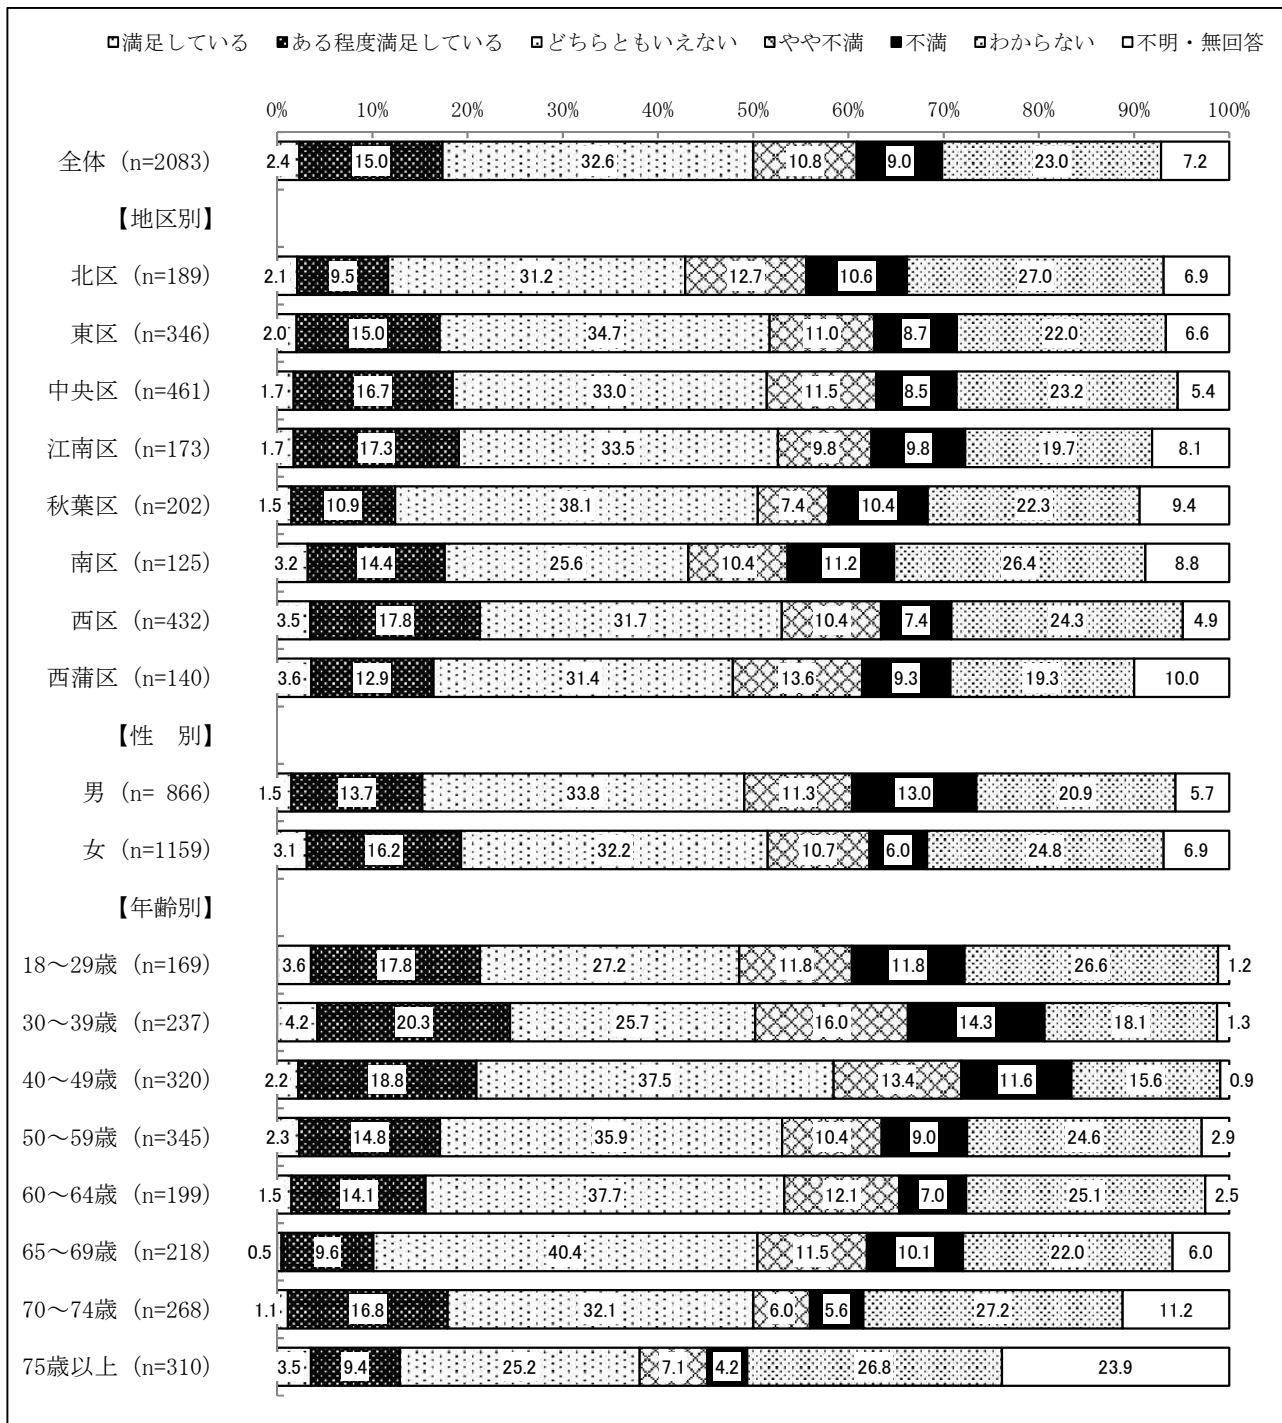 満足している ある程度満足している どちらともいえない やや不満 不満 わからない 不明・無回答
0% 10% 20% 30% 40% 50% 60% 70% 80% 90% 100%
全体 (n=2083) 2.4 15.0 32.6 10.8 9.0 23.0 7.2
【地区別】
北区 (n=189) 2.1 9.5 31.2 12.7 10.6 27.0 6.9
東区 (n=346) 2.0 15.0 34.7 11.0 8.7 22.0 6.6
中央区 (n=461) 1.7 16.7 33.0 11.5 8.5 23.2 5.4
江南区 (n=173) 1.7 17.3 33.5 9.8 9.8 19.7 8.1
秋葉区 (n=202) 1.5 10.9 38.1 7.4 10.4 22.3 9.4
南区 (n=125) 3.2 14.4 25.6 10.4 11.2 26.4 8.8
西区 (n=432) 3.5 17.8 31.7 10.4 7.4 24.3 4.9
西蒲区 (n=140) 3.6 12.9 31.4 13.6 9.3 19.3 10.0
【性　別】
男 (n= 866) 1.5 13.7 33.8 11.3 13.0 20.9 5.7
女 (n=1159) 3.1 16.2 32.2 10.7 6.0 24.8 6.9
【年齢別】
18～29歳 (n=169) 3.6 17.8 27.2 11.8 11.8 26.6 1.2
30～39歳 (n=237) 4.2 20.3 25.7 16.0 14.3 18.1 1.3
40～49歳 (n=320) 2.2 18.8 37.5 13.4 11.6 15.6 0.9
50～59歳 (n=345) 2.3 14.8 35.9 10.4 9.0 24.6 2.9
60～64歳 (n=199) 1.5 14.1 37.7 12.1 7.0 25.1 2.5
65～69歳 (n=218) 0.5 9.6 40.4 11.5 10.1 22.0 6.0
70～74歳 (n=268) 1.1 16.8 32.1 6.0 5.6 27.2 11.2
75歳以上 (n=310) 3.5 9.4 25.2 7.1 4.2 26.8 23.9